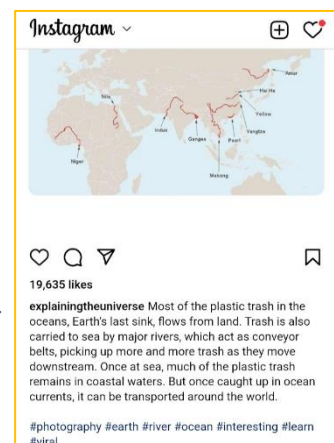 Instagram
Amur
Hai He
Nile
Yellow
Indus
Yangtze
Ganges
Pearl
Niger
Mekong
19,635 likes
explainingtheuniverse Most of the plastic trash in the
oceans, Earth's last sink, flows from land. Trash is also
carried to sea by major rivers, which act as conveyor
belts, picking up more and more trash as they move
downstream. Once at sea, much of the plastic trash
remains in coastal waters. But once caught up in ocean
currents, it can be transported around the world.
#photography #earth #river #ocean #interesting #learn
#viral